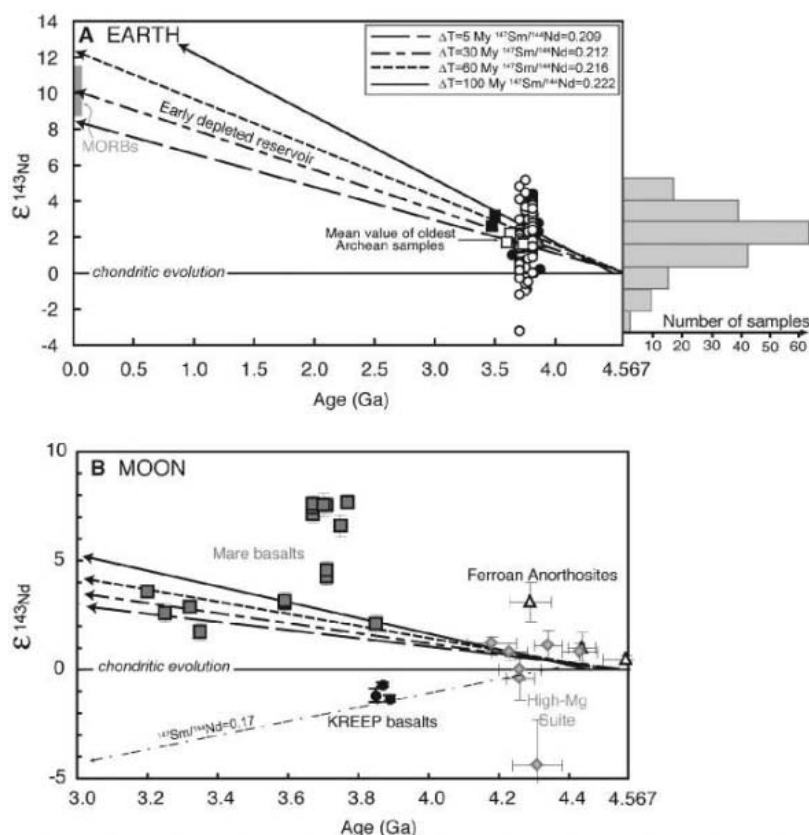 A EARTH
ΔT=5 My ¹⁴⁷Sm/¹⁴⁴Nd=0.209
ΔT=30 My ¹⁴⁷Sm/¹⁴⁴Nd=0.212
ΔT=60 My ¹⁴⁷Sm/¹⁴⁴Nd=0.216
ΔT=100 My ¹⁴⁷Sm/¹⁴⁴Nd=0.222
14
12
10
8
6
4
2
0
-2
-4
ε ¹⁴³Nd
Early depleted reservoir
MORBs
Mean value of oldest
Archean samples
chondritic evolution
Number of samples
10 20 30 40 50 60
0.0 0.5 1.0 1.5 2.0 2.5 3.0 3.5 4.0 4.567
Age (Ga)
B MOON
10
5
0
-5
ε ¹⁴³Nd
Mare basalts
Ferroan Anorthosites
chondritic evolution
¹⁴⁷Sm/¹⁴⁴Nd=0.17
KREEP basalts
High-Mg
Suite
3.0 3.2 3.4 3.6 3.8 4.0 4.2 4.4 4.567
Age (Ga)